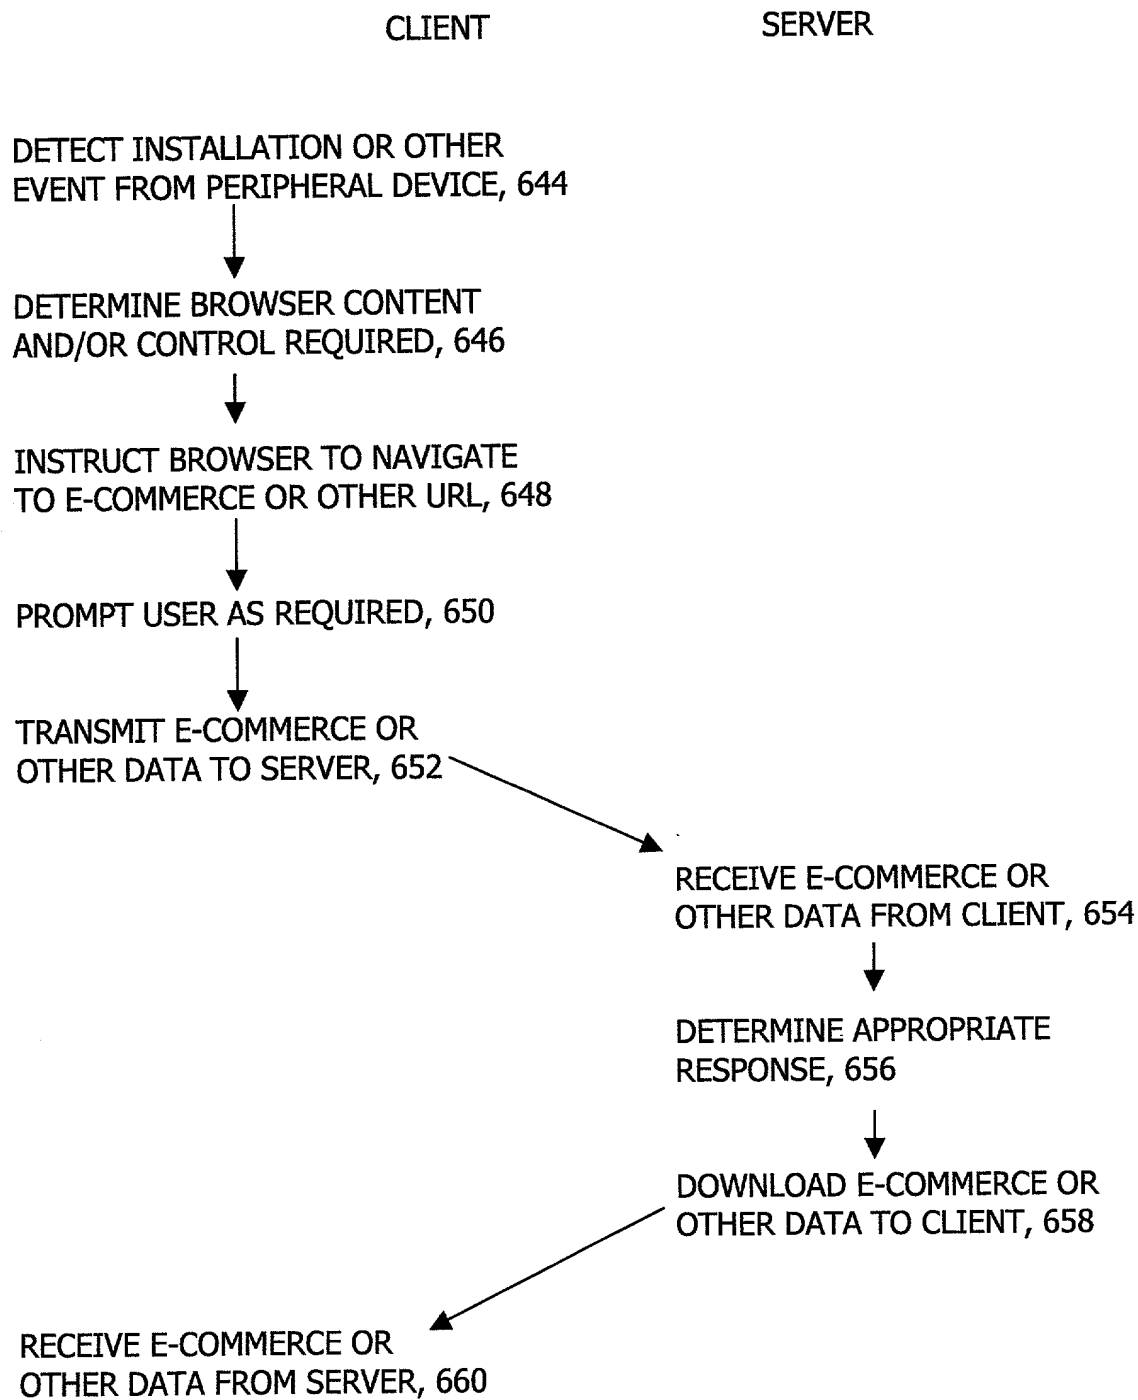 CLIENT
SERVER
DETECT INSTALLATION OR OTHER
EVENT FROM PERIPHERAL DEVICE, 644
DETERMINE BROWSER CONTENT
AND/OR CONTROL REQUIRED, 646
INSTRUCT BROWSER TO NAVIGATE
TO E-COMMERCE OR OTHER URL, 648
PROMPT USER AS REQUIRED, 650
TRANSMIT E-COMMERCE OR
OTHER DATA TO SERVER, 652
RECEIVE E-COMMERCE OR
OTHER DATA FROM CLIENT, 654
DETERMINE APPROPRIATE
RESPONSE, 656
DOWNLOAD E-COMMERCE OR
OTHER DATA TO CLIENT, 658
RECEIVE E-COMMERCE OR
OTHER DATA FROM SERVER, 660